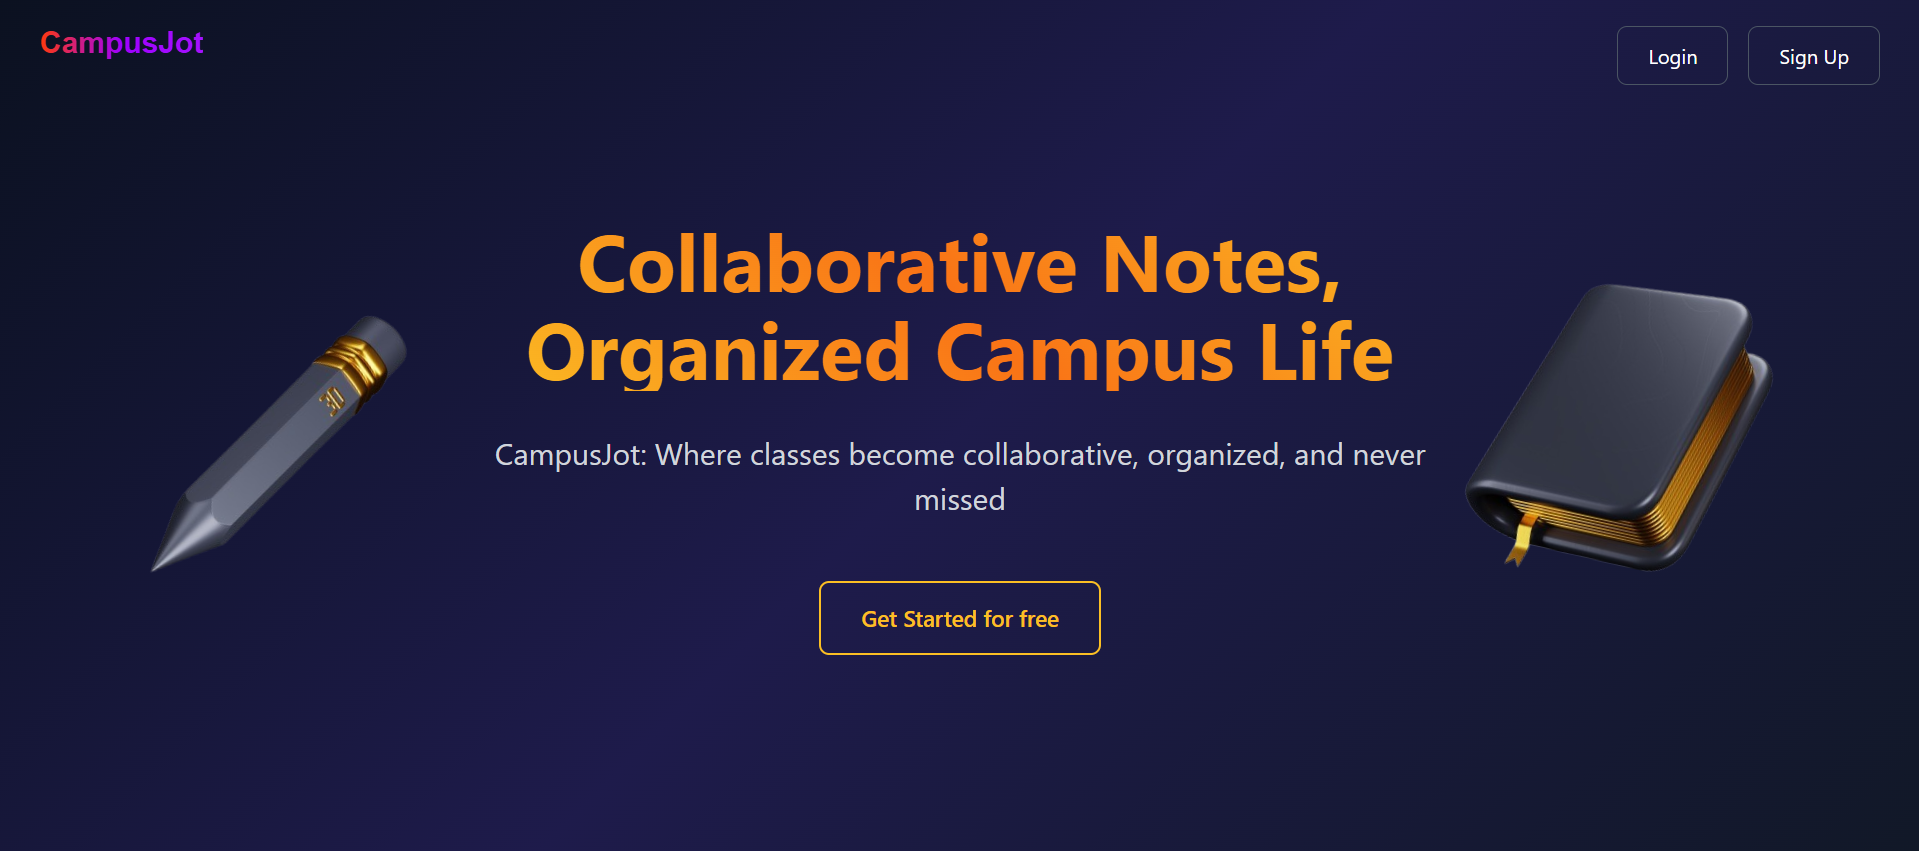 CampusJot
Login
Sign Up
Collaborative Notes,
Organized Campus Life
CampusJot: Where classes become collaborative, organized, and never
missed
Get Started for free
3D